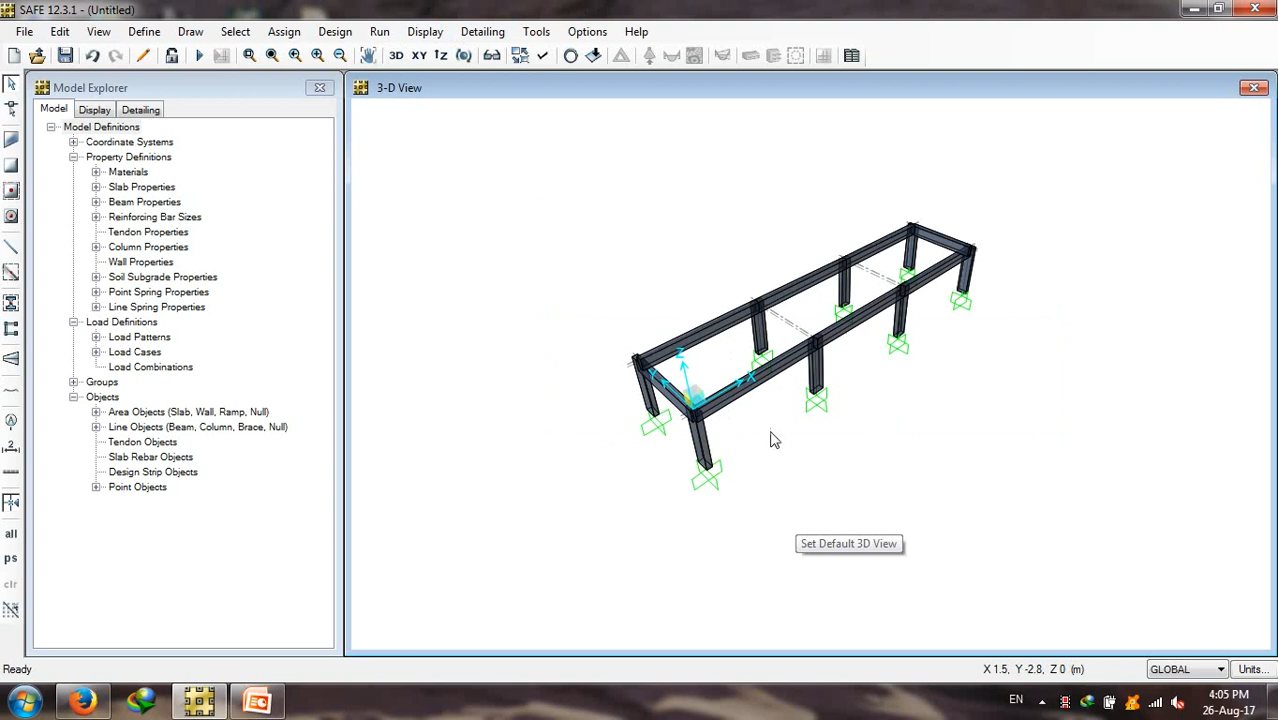 SAFE 12.3.1 - (Untitled)
File Edit View Define Draw Select Assign Design Run Display Detailing Tools Options Help
3D XY
Model Explorer
3-D View
Model Display Detailing
Model Definitions
Coordinate Systems
Property Definitions
Materials
Slab Properties
Beam Properties
Reinforcing Bar Sizes
Tendon Properties
Column Properties
Wall Properties
Soil Subgrade Properties
Point Spring Properties
Line Spring Properties
Load Definitions
Load Patterns
Load Cases
Load Combinations
Groups
Objects
Area Objects (Slab, Wall, Ramp, Null)
Line Objects (Beam, Column, Brace, Null)
Tendon Objects
Slab Rebar Objects
Design Strip Objects
Point Objects
all
ps
clr
Z
Y
X
Set Default 3D View
Ready
X 1.5, Y -2.8, Z 0 (m)
GLOBAL
Units...
EN
4:05 PM
26-Aug-17